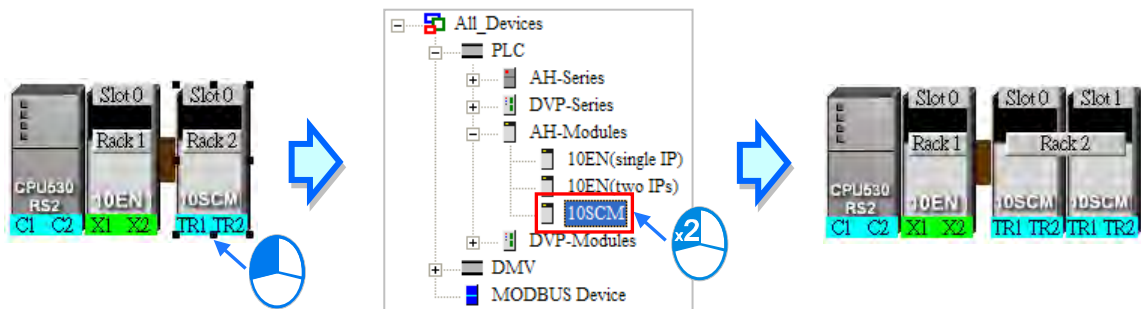 Slot 0 Slot 0
Rack 1 Rack 2
CPU530
RS2
10EN 10SCM
C1 C2 X1 X2 TR1 TR2
All_Devices
PLC
AH-Series
DVP-Series
AH-Modules
10EN(single IP)
10EN(two IPs)
10SCM
DVP-Modules
DMV
MODBUS Device
x2
Slot 0 Slot 0 Slot 1
Rack 1 Rack 2
CPU530
RS2
10EN 10SCM 10SCM
C1 C2 X1 X2 TR1 TR2 TR1 TR2